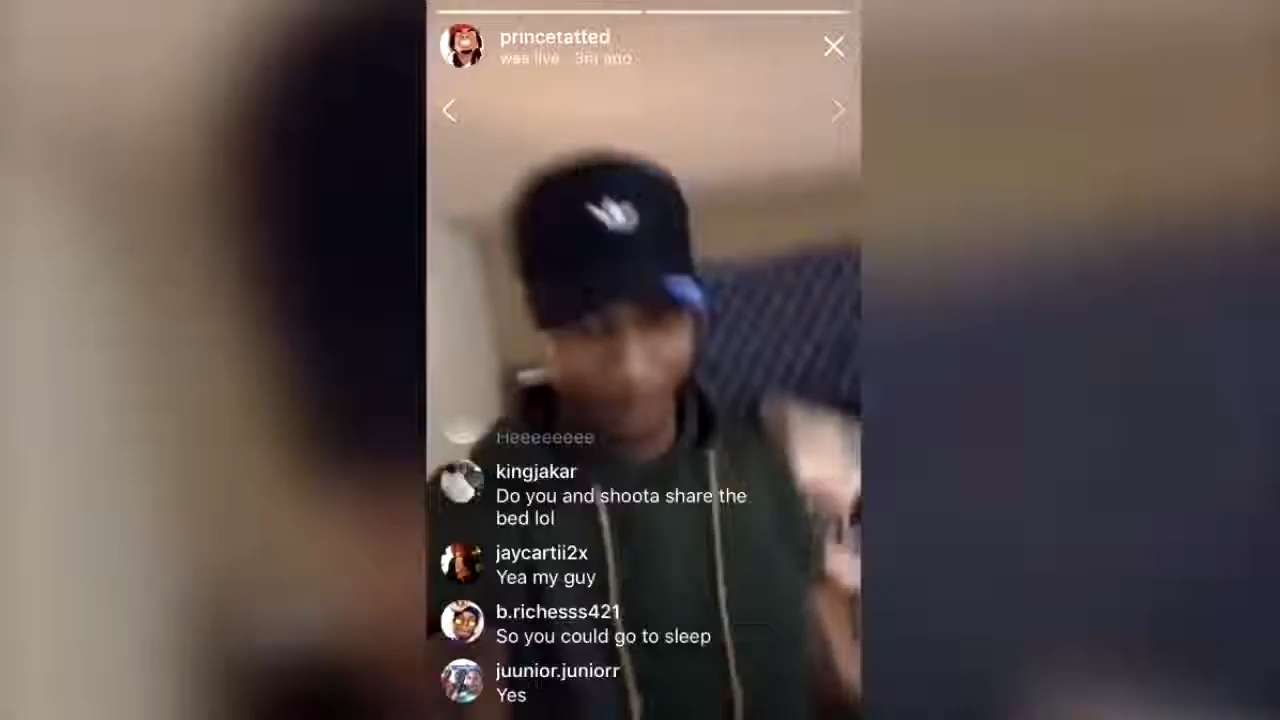 princetatted
was live · 3m ago
Heeeeeeee
kingjakar
Do you and shoota share the
bed lol
jaycartii2x
Yea my guy
b.richesss421
So you could go to sleep
juunior.juniorr
Yes